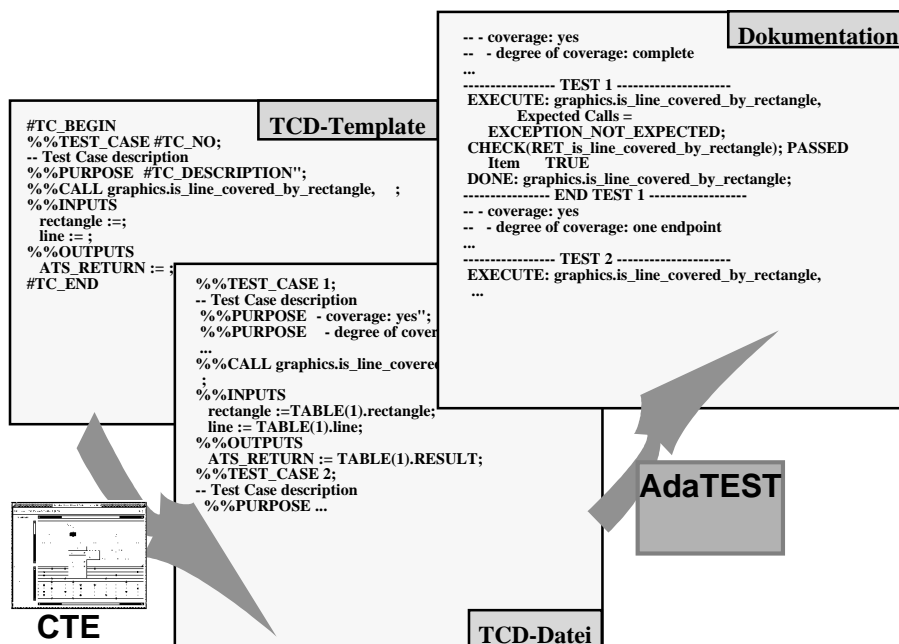 TCD-Template
#TC_BEGIN
%%TEST_CASE #TC_NO;
-- Test Case description
%%PURPOSE #TC_DESCRIPTION";
%%CALL graphics.is_line_covered_by_rectangle, ;
%%INPUTS
rectangle :=;
line := ;
%%OUTPUTS
ATS_RETURN := ;
#TC_END
CTE
%%TEST_CASE 1;
-- Test Case description
%%PURPOSE - coverage: yes";
%%PURPOSE - degree of cover
...
%%CALL graphics.is_line_covered
;
%%INPUTS
rectangle :=TABLE(1).rectangle;
line := TABLE(1).line;
%%OUTPUTS
ATS_RETURN := TABLE(1).RESULT;
%%TEST_CASE 2;
-- Test Case description
%%PURPOSE ...
TCD-Datei
AdaTEST
Dokumentation
-- - coverage: yes
-- - degree of coverage: complete
...
----------------- TEST 1 ---------------------
EXECUTE: graphics.is_line_covered_by_rectangle,
Expected Calls =
EXCEPTION_NOT_EXPECTED;
CHECK(RET_is_line_covered_by_rectangle); PASSED
Item TRUE
DONE: graphics.is_line_covered_by_rectangle;
---------------- END TEST 1 ------------------
-- - coverage: yes
-- - degree of coverage: one endpoint
...
----------------- TEST 2 ---------------------
EXECUTE: graphics.is_line_covered_by_rectangle,
...